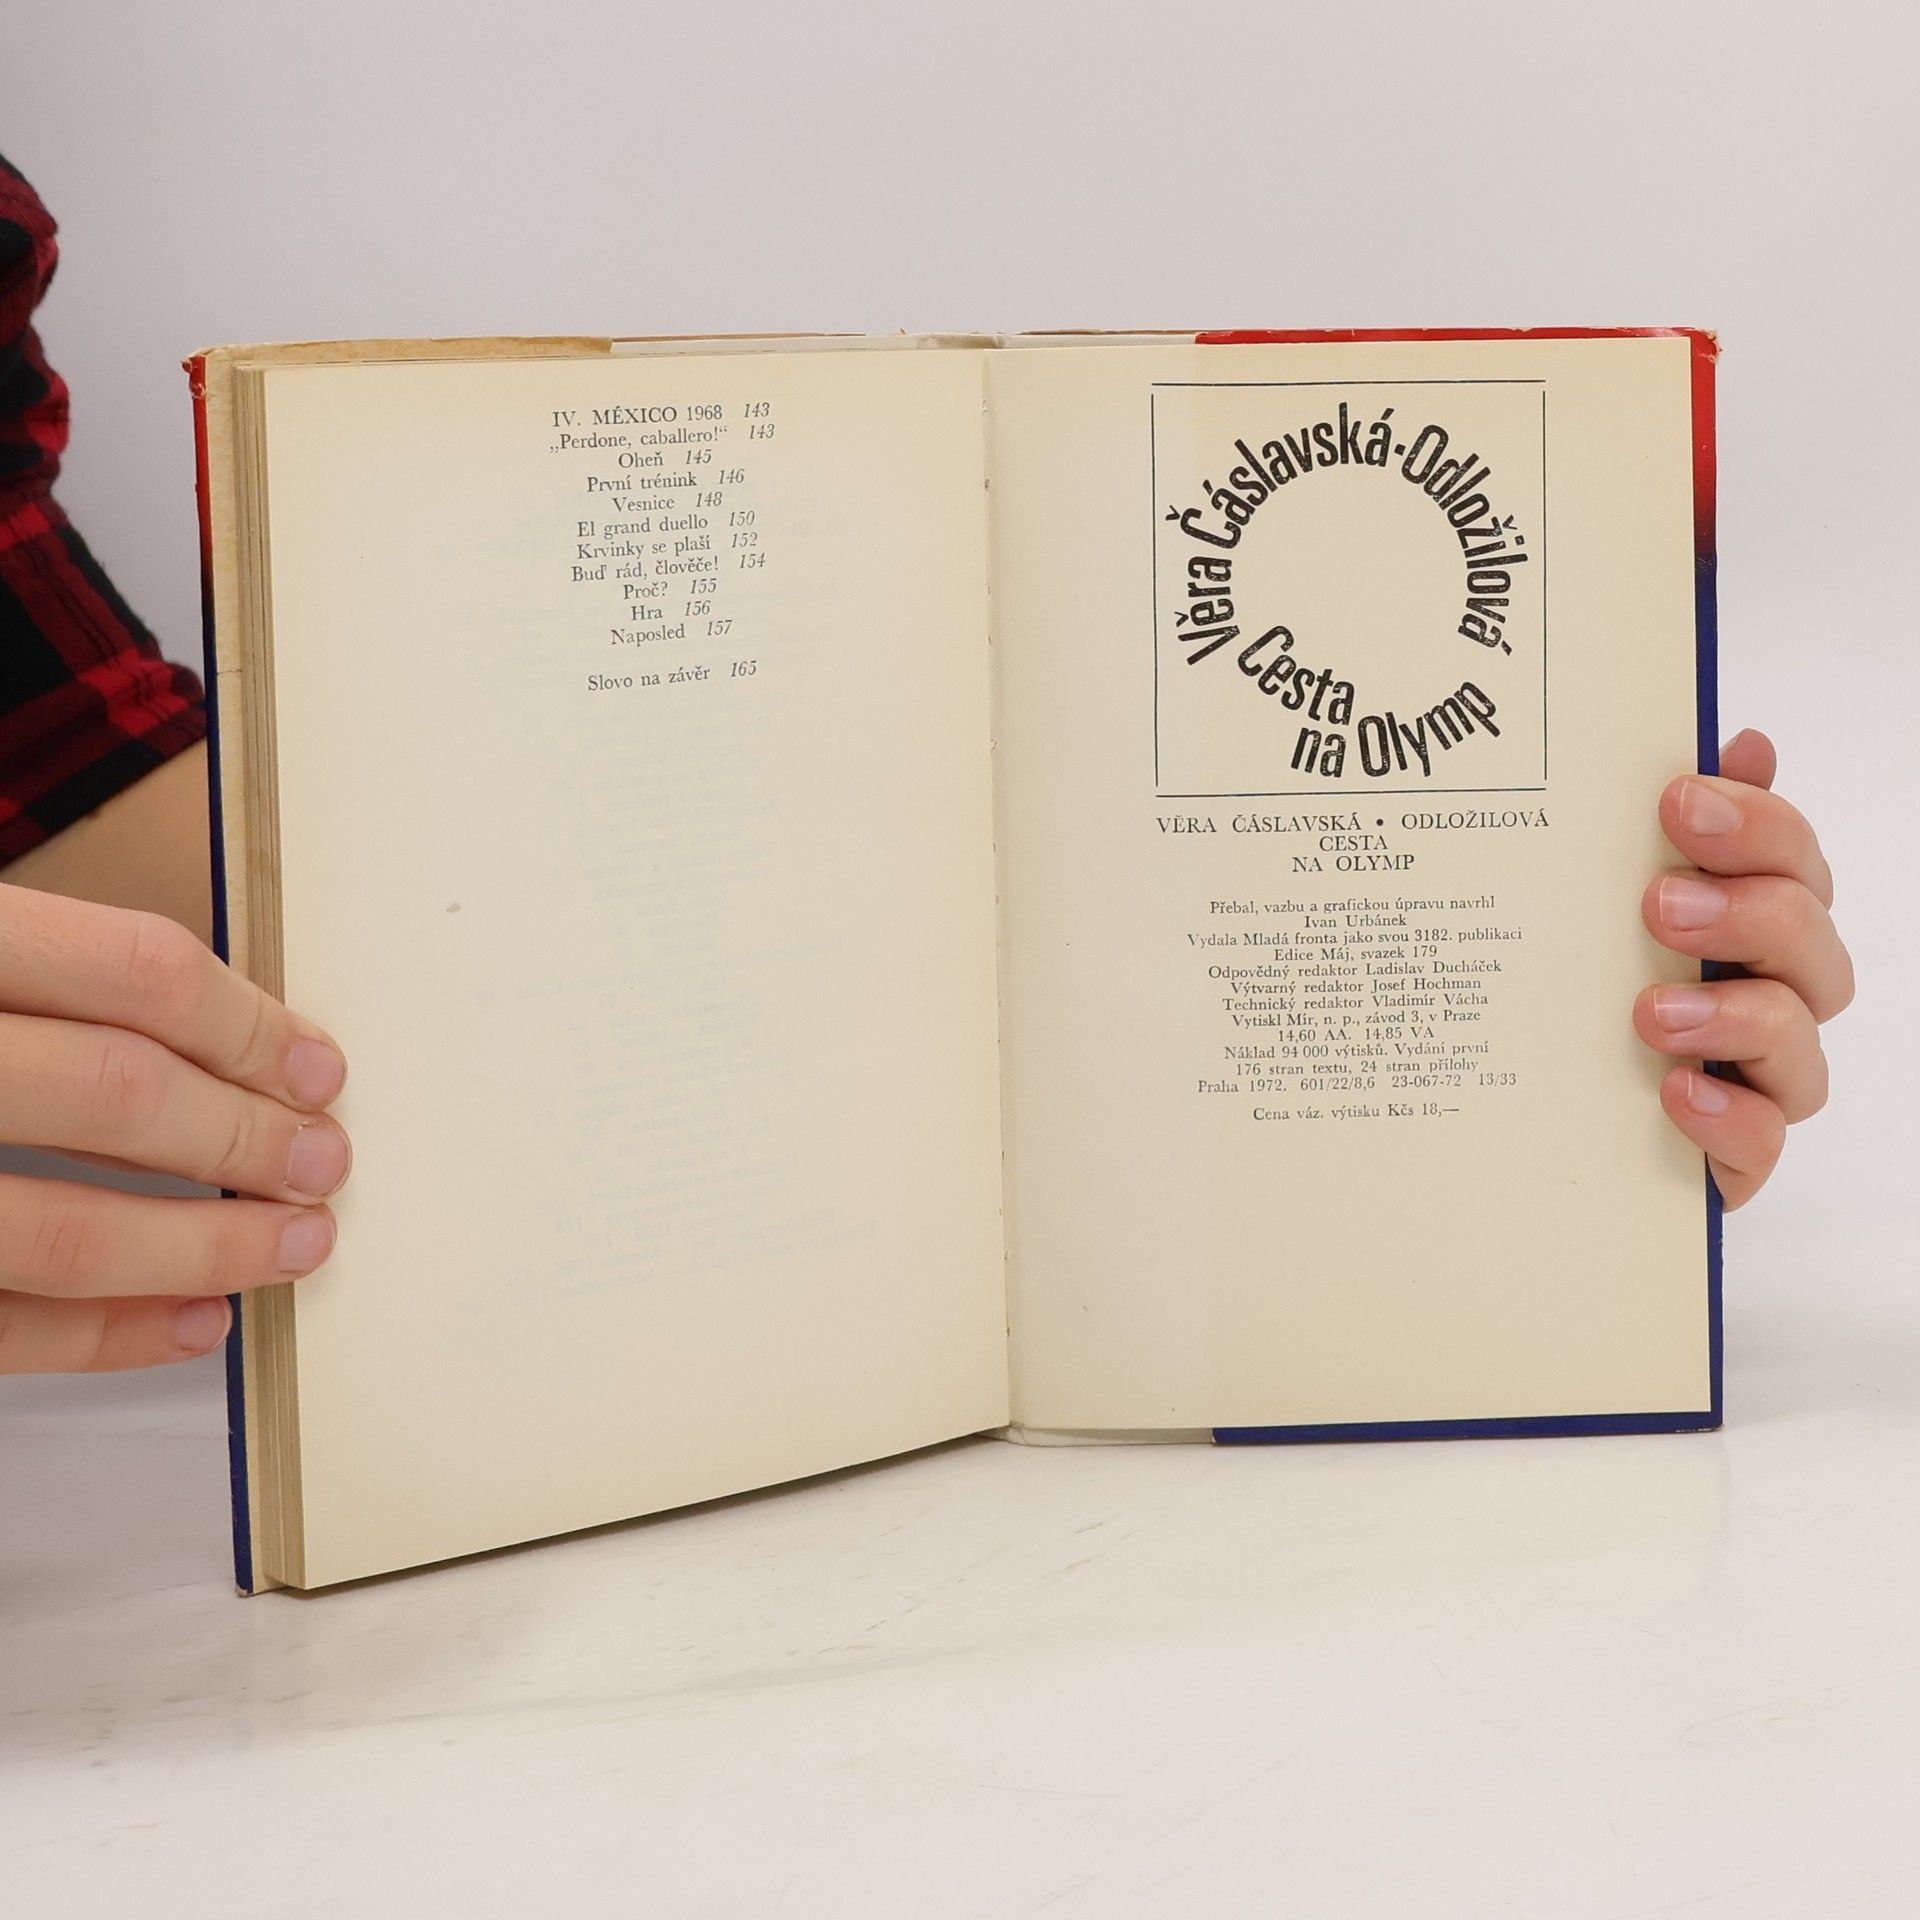 IV. MÉXICO 1968 143
„Perdone, caballero!“ 143
Oheň 145
První trénink 146
Vesnice 148
El grand duello 150
Krvinky se plaší 152
Buď rád, člověče! 154
Proč? 155
Hra 156
Naposled 157
Slovo na závěr 165
Věra Čáslavská-Odložilová
Cesta
na Olymp
VĚRA ČÁSLAVSKÁ • ODLOŽILOVÁ
CESTA
NA OLYMP
Přebal, vazbu a grafickou úpravu navrhl
Ivan Urbánek
Vydala Mladá fronta jako svou 3182. publikaci
Edice Máj, svazek 179
Odpovědný redaktor Ladislav Ducháček
Výtvarný redaktor Josef Hochman
Technický redaktor Vladimír Vácha
Vytiskl Mír, n. p., závod 3, v Praze
14,60 AA. 14,85 VA
Náklad 94 000 výtisků. Vydání první
176 stran textu, 24 stran přílohy
Praha 1972. 601/22/8,6 23-067-72 13/33
Cena váz. výtisku Kčs 18,—